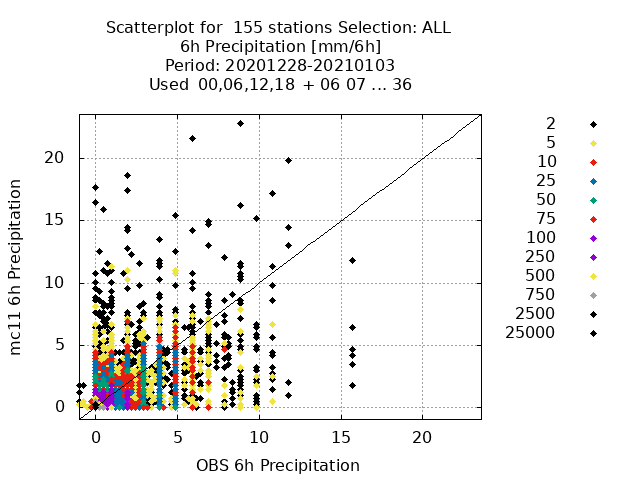 Scatterplot for  155 stations Selection: ALL
6h Precipitation [mm/6h]
Period: 20201228-20210103
Used  00,06,12,18  + 06 07 ... 36
mc11 6h Precipitation
20
15
10
5
0
0 5 10 15 20
OBS 6h Precipitation
2
5
10
25
50
75
100
250
500
750
2500
25000